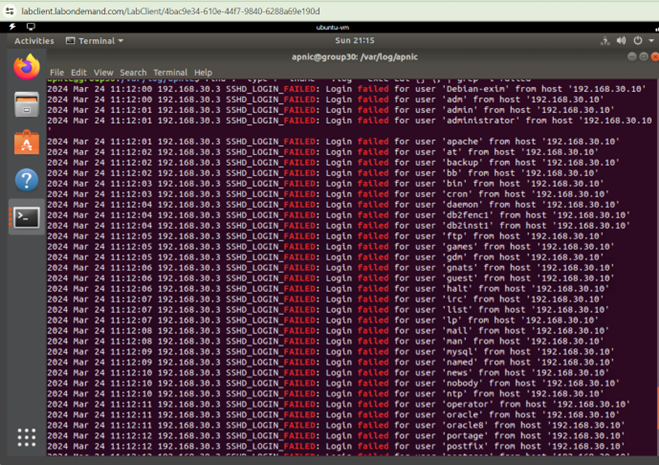 labclient.labondemand.com/LabClient/4bac9e34-610e-44f7-9840-6288a69e190d
ubuntu-vm
Activities Terminal Sun 21:15
apnic@group30: /var/log/apnic
File Edit View Search Terminal Help
2024 Mar 24 11:12:00 192.168.30.3 SSHD_LOGIN_FAILED: Login failed for user 'Debian-exim' from host '192.168.30.10'
2024 Mar 24 11:12:00 192.168.30.3 SSHD_LOGIN_FAILED: Login failed for user 'adm' from host '192.168.30.10'
2024 Mar 24 11:12:01 192.168.30.3 SSHD_LOGIN_FAILED: Login failed for user 'admin' from host '192.168.30.10'
2024 Mar 24 11:12:01 192.168.30.3 SSHD_LOGIN_FAILED: Login failed for user 'administrator' from host '192.168.30.10
'
2024 Mar 24 11:12:01 192.168.30.3 SSHD_LOGIN_FAILED: Login failed for user 'apache' from host '192.168.30.10'
2024 Mar 24 11:12:02 192.168.30.3 SSHD_LOGIN_FAILED: Login failed for user 'at' from host '192.168.30.10'
2024 Mar 24 11:12:02 192.168.30.3 SSHD_LOGIN_FAILED: Login failed for user 'backup' from host '192.168.30.10'
2024 Mar 24 11:12:02 192.168.30.3 SSHD_LOGIN_FAILED: Login failed for user 'bb' from host '192.168.30.10'
2024 Mar 24 11:12:03 192.168.30.3 SSHD_LOGIN_FAILED: Login failed for user 'bin' from host '192.168.30.10'
2024 Mar 24 11:12:03 192.168.30.3 SSHD_LOGIN_FAILED: Login failed for user 'cron' from host '192.168.30.10'
2024 Mar 24 11:12:04 192.168.30.3 SSHD_LOGIN_FAILED: Login failed for user 'daemon' from host '192.168.30.10'
2024 Mar 24 11:12:04 192.168.30.3 SSHD_LOGIN_FAILED: Login failed for user 'db2fenc1' from host '192.168.30.10'
2024 Mar 24 11:12:04 192.168.30.3 SSHD_LOGIN_FAILED: Login failed for user 'db2inst1' from host '192.168.30.10'
2024 Mar 24 11:12:05 192.168.30.3 SSHD_LOGIN_FAILED: Login failed for user 'ftp' from host '192.168.30.10'
2024 Mar 24 11:12:05 192.168.30.3 SSHD_LOGIN_FAILED: Login failed for user 'games' from host '192.168.30.10'
2024 Mar 24 11:12:05 192.168.30.3 SSHD_LOGIN_FAILED: Login failed for user 'gdm' from host '192.168.30.10'
2024 Mar 24 11:12:06 192.168.30.3 SSHD_LOGIN_FAILED: Login failed for user 'gnats' from host '192.168.30.10'
2024 Mar 24 11:12:06 192.168.30.3 SSHD_LOGIN_FAILED: Login failed for user 'guest' from host '192.168.30.10'
2024 Mar 24 11:12:06 192.168.30.3 SSHD_LOGIN_FAILED: Login failed for user 'halt' from host '192.168.30.10'
2024 Mar 24 11:12:07 192.168.30.3 SSHD_LOGIN_FAILED: Login failed for user 'irc' from host '192.168.30.10'
2024 Mar 24 11:12:07 192.168.30.3 SSHD_LOGIN_FAILED: Login failed for user 'list' from host '192.168.30.10'
2024 Mar 24 11:12:07 192.168.30.3 SSHD_LOGIN_FAILED: Login failed for user 'lp' from host '192.168.30.10'
2024 Mar 24 11:12:08 192.168.30.3 SSHD_LOGIN_FAILED: Login failed for user 'mail' from host '192.168.30.10'
2024 Mar 24 11:12:08 192.168.30.3 SSHD_LOGIN_FAILED: Login failed for user 'man' from host '192.168.30.10'
2024 Mar 24 11:12:09 192.168.30.3 SSHD_LOGIN_FAILED: Login failed for user 'mysql' from host '192.168.30.10'
2024 Mar 24 11:12:09 192.168.30.3 SSHD_LOGIN_FAILED: Login failed for user 'named' from host '192.168.30.10'
2024 Mar 24 11:12:10 192.168.30.3 SSHD_LOGIN_FAILED: Login failed for user 'news' from host '192.168.30.10'
2024 Mar 24 11:12:10 192.168.30.3 SSHD_LOGIN_FAILED: Login failed for user 'nobody' from host '192.168.30.10'
2024 Mar 24 11:12:10 192.168.30.3 SSHD_LOGIN_FAILED: Login failed for user 'ntp' from host '192.168.30.10'
2024 Mar 24 11:12:11 192.168.30.3 SSHD_LOGIN_FAILED: Login failed for user 'operator' from host '192.168.30.10'
2024 Mar 24 11:12:11 192.168.30.3 SSHD_LOGIN_FAILED: Login failed for user 'oracle' from host '192.168.30.10'
2024 Mar 24 11:12:11 192.168.30.3 SSHD_LOGIN_FAILED: Login failed for user 'oracle8' from host '192.168.30.10'
2024 Mar 24 11:12:12 192.168.30.3 SSHD_LOGIN_FAILED: Login failed for user 'portage' from host '192.168.30.10'
2024 Mar 24 11:12:12 192.168.30.3 SSHD_LOGIN_FAILED: Login failed for user 'postfix' from host '192.168.30.10'